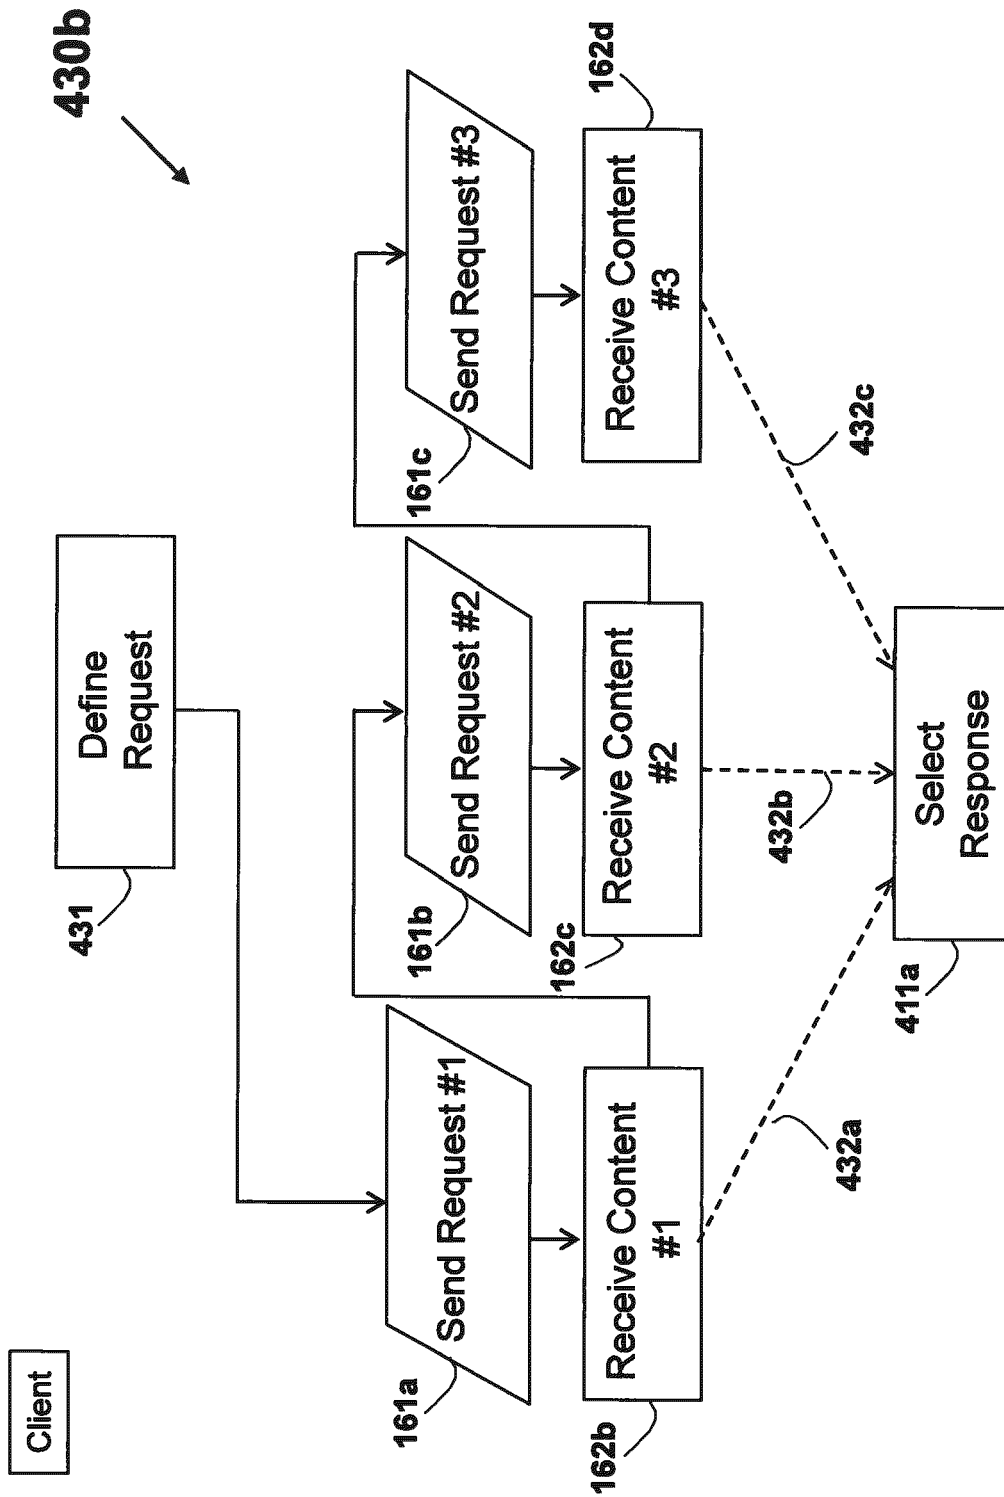 Client
430b
Define
Request
431
Send Request #1
161a
Send Request #2
161b
Send Request #3
161c
Receive Content
#1
162b
Receive Content
#2
162c
Receive Content
#3
162d
432a
432b
432c
Select
Response
411a